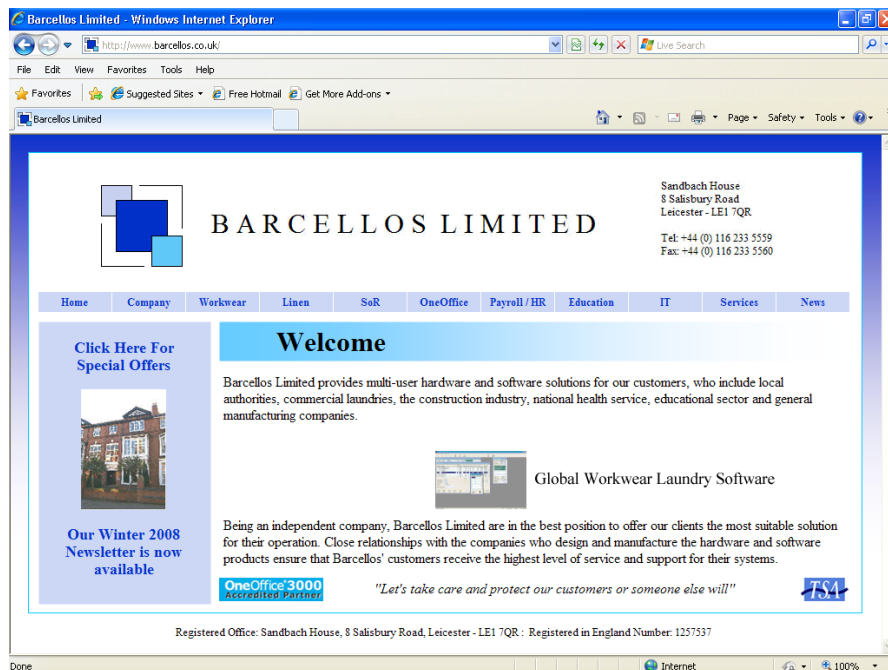 Barcellos Limited - Windows Internet Explorer
http://www.barcellos.co.uk/
Live Search
File Edit View Favorites Tools Help
Favorites Suggested Sites Free Hotmail Get More Add-ons
Barcellos Limited
Page Safety Tools
BARCELLOS LIMITED
Sandbach House
8 Salisbury Road
Leicester - LE1 7QR
Tel: +44 (0) 116 233 5559
Fax: +44 (0) 116 233 5560
Home Company Workwear Linen SoR OneOffice Payroll / HR Education IT Services News
Click Here For
Special Offers
Our Winter 2008
Newsletter is now
available
Welcome
Barcellos Limited provides multi-user hardware and software solutions for our customers, who include local
authorities, commercial laundries, the construction industry, national health service, educational sector and general
manufacturing companies.
Global Workwear Laundry Software
Being an independent company, Barcellos Limited are in the best position to offer our clients the most suitable solution
for their operation. Close relationships with the companies who design and manufacture the hardware and software
products ensure that Barcellos' customers receive the highest level of service and support for their systems.
OneOffice 3000
Accredited Partner
"Let's take care and protect our customers or someone else will"
TSA
Registered Office: Sandbach House, 8 Salisbury Road, Leicester - LE1 7QR : Registered in England Number: 1257537
Done
Internet
100%